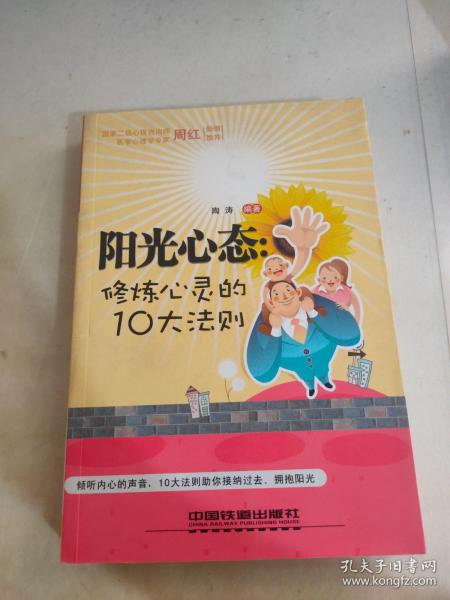 国家二级心理咨询师
医学心理学专家
周红
倾情
推荐
陶涛 编著
阳光心态:
修炼心灵的
10大法则
倾听内心的声音,10大法则助你接纳过去,拥抱阳光
中国铁道出版社
CHINA RAILWAY PUBLISHING HOUSE
孔夫子旧书网
www.kongfz.com